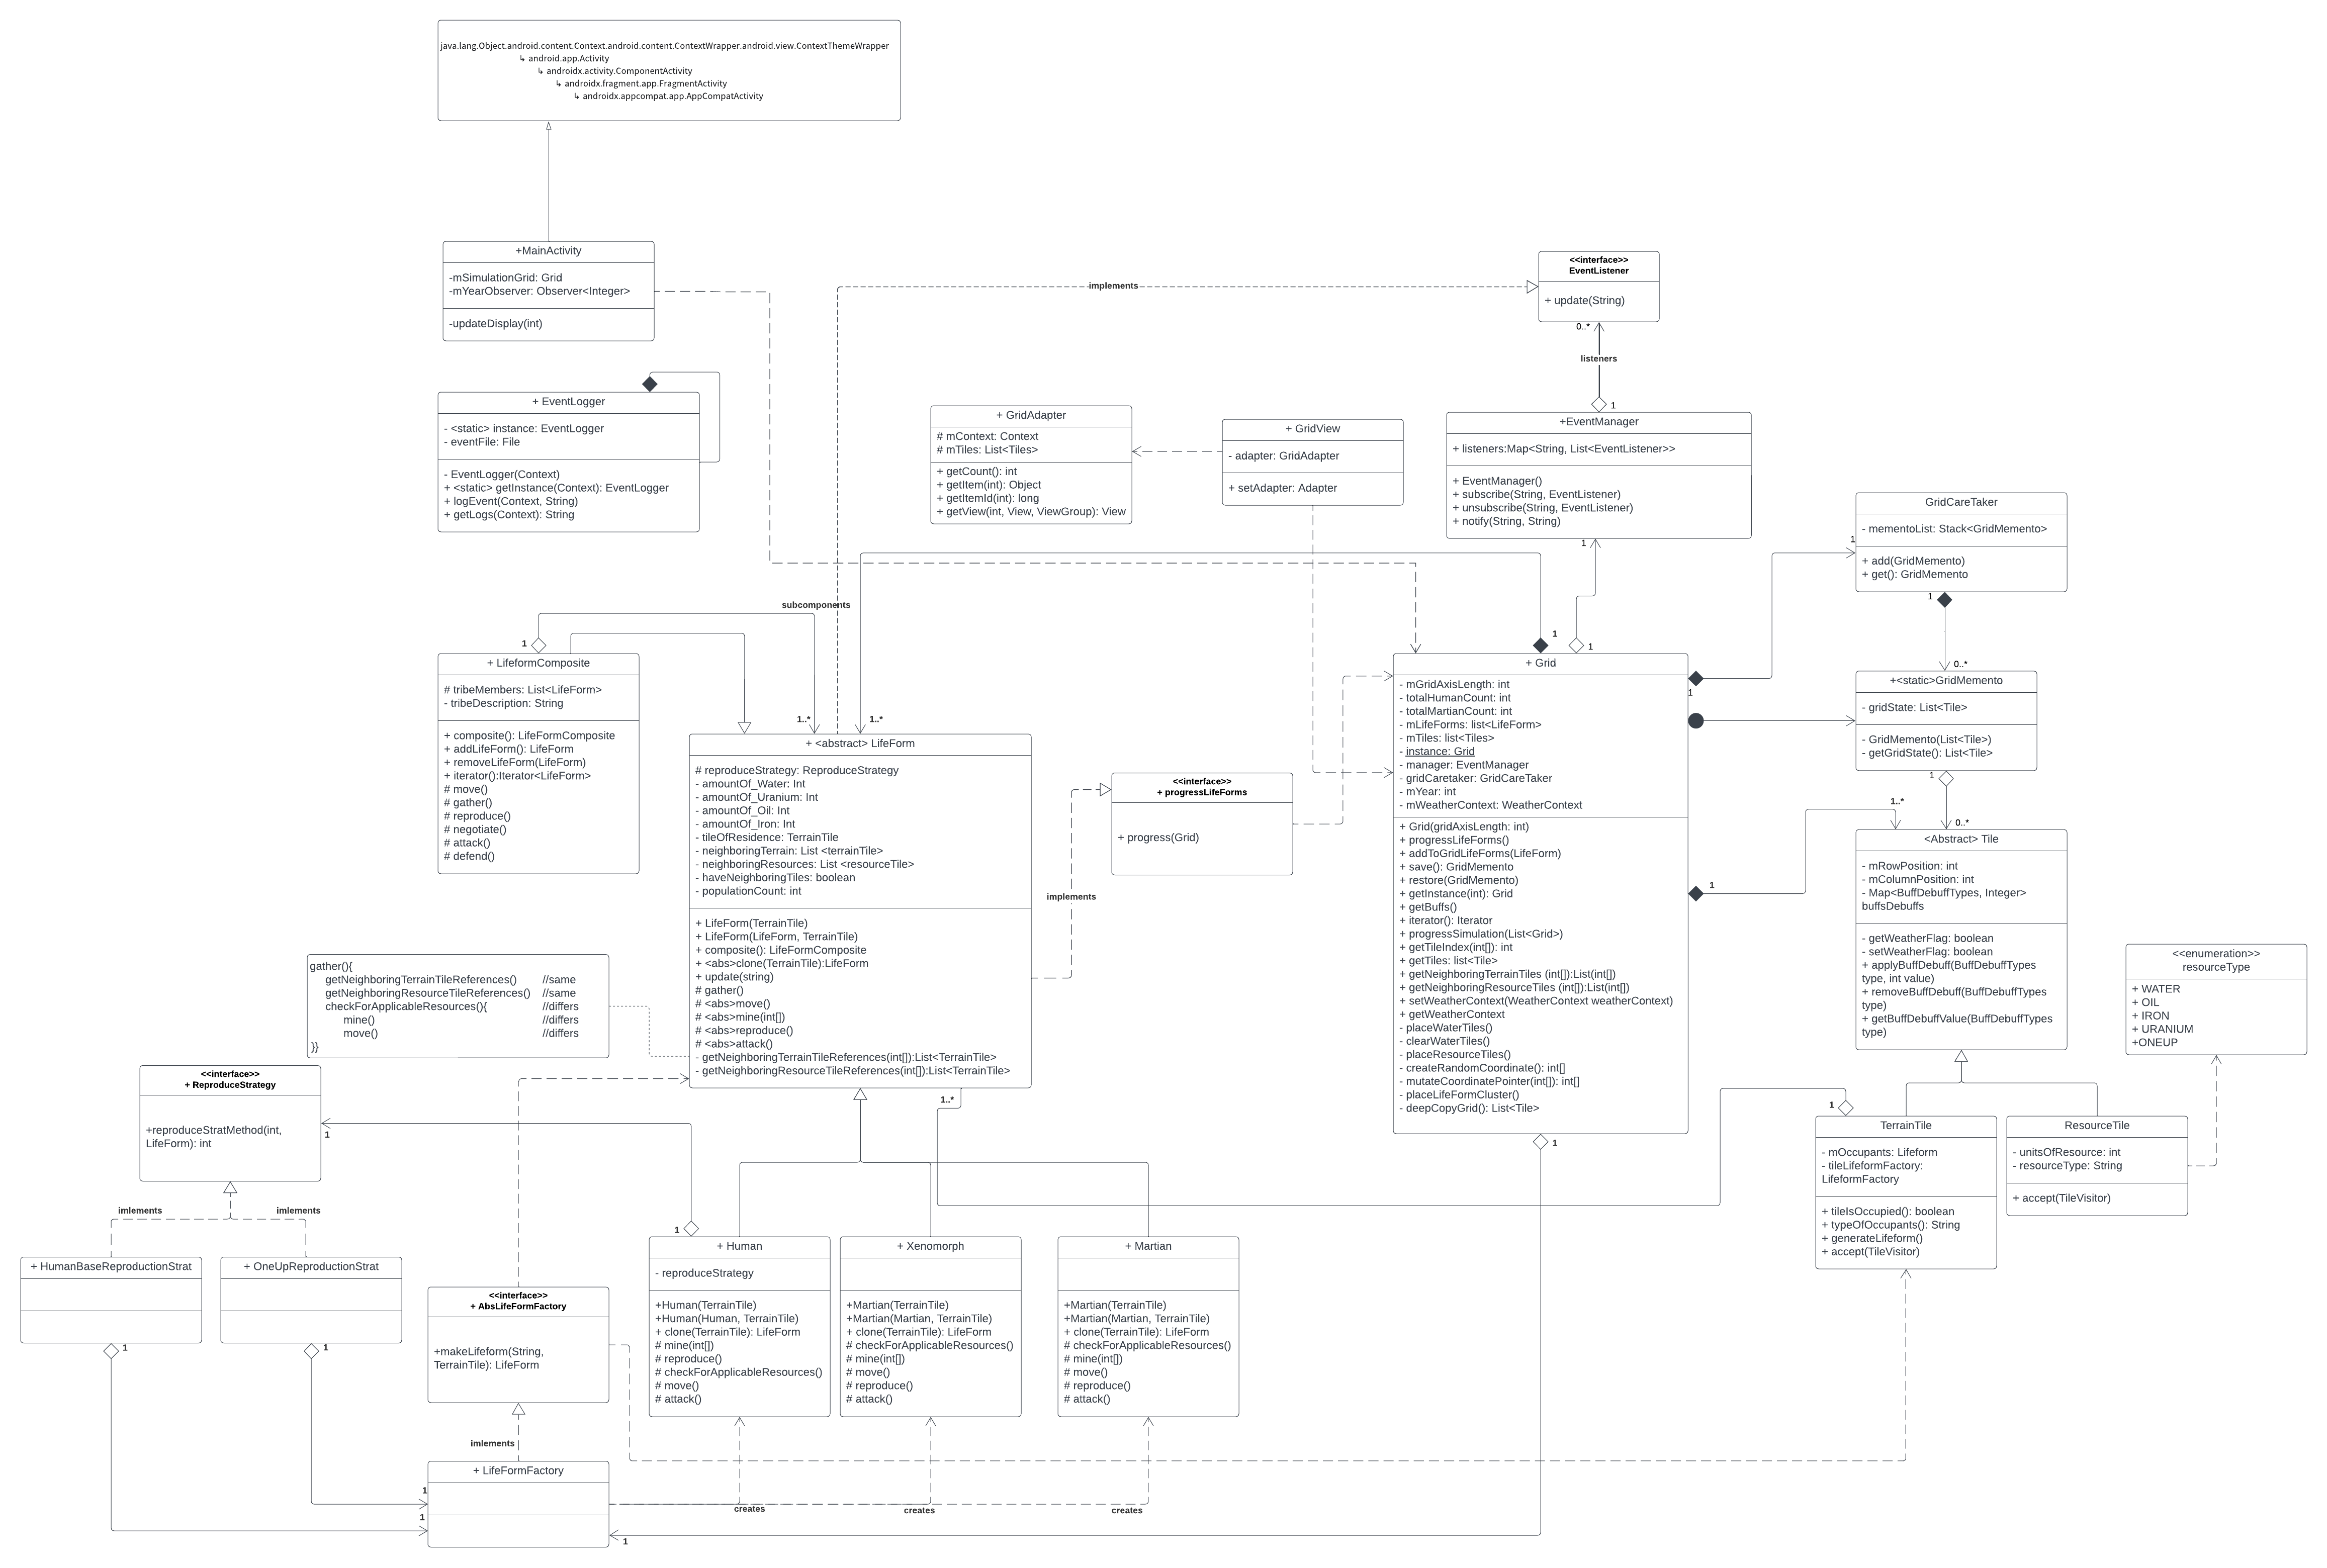 java.lang.Object.android.content.Context.android.content.ContextWrapper.android.view.ContextThemeWrapper
↳ android.app.Activity
↳ androidx.activity.ComponentActivity
↳ androidx.fragment.app.FragmentActivity
↳ androidx.appcompat.app.AppCompatActivity
+MainActivity
-mSimulationGrid: Grid
-mYearObserver: Observer<Integer>
-updateDisplay(int)
implements
<<interface>>
EventListener
+ update(String)
0..*
listeners
1
+ EventLogger
- <static> instance: EventLogger
- eventFile: File
- EventLogger(Context)
+ <static> getInstance(Context): EventLogger
+ logEvent(Context, String)
+ getLogs(Context): String
+ GridAdapter
# mContext: Context
# mTiles: List<Tiles>
+ getCount(): int
+ getItem(int): Object
+ getItemId(int): long
+ getView(int, View, ViewGroup): View
+ GridView
- adapter: GridAdapter
+ setAdapter: Adapter
+EventManager
+ listeners:Map<String, List<EventListener>>
+ EventManager()
+ subscribe(String, EventListener)
+ unsubscribe(String, EventListener)
+ notify(String, String)
1
GridCareTaker
- mementoList: Stack<GridMemento>
+ add(GridMemento)
+ get(): GridMemento
1
1
0..*
subcomponents
1
+ LifeformComposite
# tribeMembers: List<LifeForm>
- tribeDescription: String
+ composite(): LifeFormComposite
+ addLifeForm(): LifeForm
+ removeLifeForm(LifeForm)
+ iterator():Iterator<LifeForm>
# move()
# gather()
# reproduce()
# negotiate()
# attack()
# defend()
1..*
1..*
+ <abstract> LifeForm
# reproduceStrategy: ReproduceStrategy
- amountOf_Water: Int
- amountOf_Uranium: Int
- amountOf_Oil: Int
- amountOf_Iron: Int
- tileOfResidence: TerrainTile
- neighboringTerrain: List <terrainTile>
- neighboringResources: List <resourceTile>
- haveNeighboringTiles: boolean
- populationCount: int
+ LifeForm(TerrainTile)
+ LifeForm(LifeForm, TerrainTile)
+ composite(): LifeFormComposite
+ <abs>clone(TerrainTile):LifeForm
+ update(string)
# gather()
# <abs>move()
# <abs>mine(int[])
# <abs>reproduce()
# <abs>attack()
- getNeighboringTerrainTileReferences(int[]):List<TerrainTile>
- getNeighboringResourceTileReferences(int[]):List<TerrainTile>
1..*
<<interface>>
+ progressLifeForms
+ progress(Grid)
implements
1
1
+ Grid
- mGridAxisLength: int
- totalHumanCount: int
- totalMartianCount: int
- mLifeForms: list<LifeForm>
- mTiles: list<Tiles>
- instance: Grid
- manager: EventManager
- gridCaretaker: GridCareTaker
- mYear: int
- mWeatherContext: WeatherContext
+ Grid(gridAxisLength: int)
+ progressLifeForms()
+ addToGridLifeForms(LifeForm)
+ save(): GridMemento
+ restore(GridMemento)
+ getInstance(int): Grid
+ getBuffs()
+ iterator(): Iterator
+ progressSimulation(List<Grid>)
+ getTileIndex(int[]): int
+ getTiles: list<Tile>
+ getNeighboringTerrainTiles (int[]):List(int[])
+ getNeighboringResourceTiles (int[]):List(int[])
+ setWeatherContext(WeatherContext weatherContext)
+ getWeatherContext
- placeWaterTiles()
- clearWaterTiles()
- placeResourceTiles()
- createRandomCoordinate(): int[]
- mutateCoordinatePointer(int[]): int[]
- placeLifeFormCluster()
- deepCopyGrid(): List<Tile>
1
1
1
+<static>GridMemento
- gridState: List<Tile>
- GridMemento(List<Tile>)
- getGridState(): List<Tile>
1
0..*
1..*
<Abstract> Tile
- mRowPosition: int
- mColumnPosition: int
- Map<BuffDebuffTypes, Integer>
buffsDebuffs
- getWeatherFlag: boolean
- setWeatherFlag: boolean
+ applyBuffDebuff(BuffDebuffTypes
type, int value)
+ removeBuffDebuff(BuffDebuffTypes
type)
+ getBuffDebuffValue(BuffDebuffTypes
type)
<<enumeration>>
resourceType
+ WATER
+ OIL
+ IRON
+ URANIUM
+ONEUP
1
TerrainTile
- mOccupants: Lifeform
- tileLifeformFactory:
LifeformFactory
+ tileIsOccupied(): boolean
+ typeOfOccupants(): String
+ generateLifeform()
+ accept(TileVisitor)
ResourceTile
- unitsOfResource: int
- resourceType: String
+ accept(TileVisitor)
gather(){
getNeighboringTerrainTileReferences() //same
getNeighboringResourceTileReferences() //same
checkForApplicableResources(){ //differs
mine() //differs
move() //differs
}}
<<interface>>
+ ReproduceStrategy
+reproduceStratMethod(int,
LifeForm): int
1
imlements
imlements
+ HumanBaseReproductionStrat
1
+ OneUpReproductionStrat
1
<<interface>>
+ AbsLifeFormFactory
+makeLifeform(String,
TerrainTile): LifeForm
imlements
1
+ Human
- reproduceStrategy
+Human(TerrainTile)
+Human(Human, TerrainTile)
+ clone(TerrainTile): LifeForm
# mine(int[])
# reproduce()
# checkForApplicableResources()
# move()
# attack()
+ Xenomorph
+Martian(TerrainTile)
+Martian(Martian, TerrainTile)
+ clone(TerrainTile): LifeForm
# checkForApplicableResources()
# mine(int[])
# move()
# reproduce()
# attack()
+ Martian
+Martian(TerrainTile)
+Martian(Martian, TerrainTile)
+ clone(TerrainTile): LifeForm
# checkForApplicableResources()
# mine(int[])
# move()
# reproduce()
# attack()
+ LifeFormFactory
1
1
creates
creates
creates
1